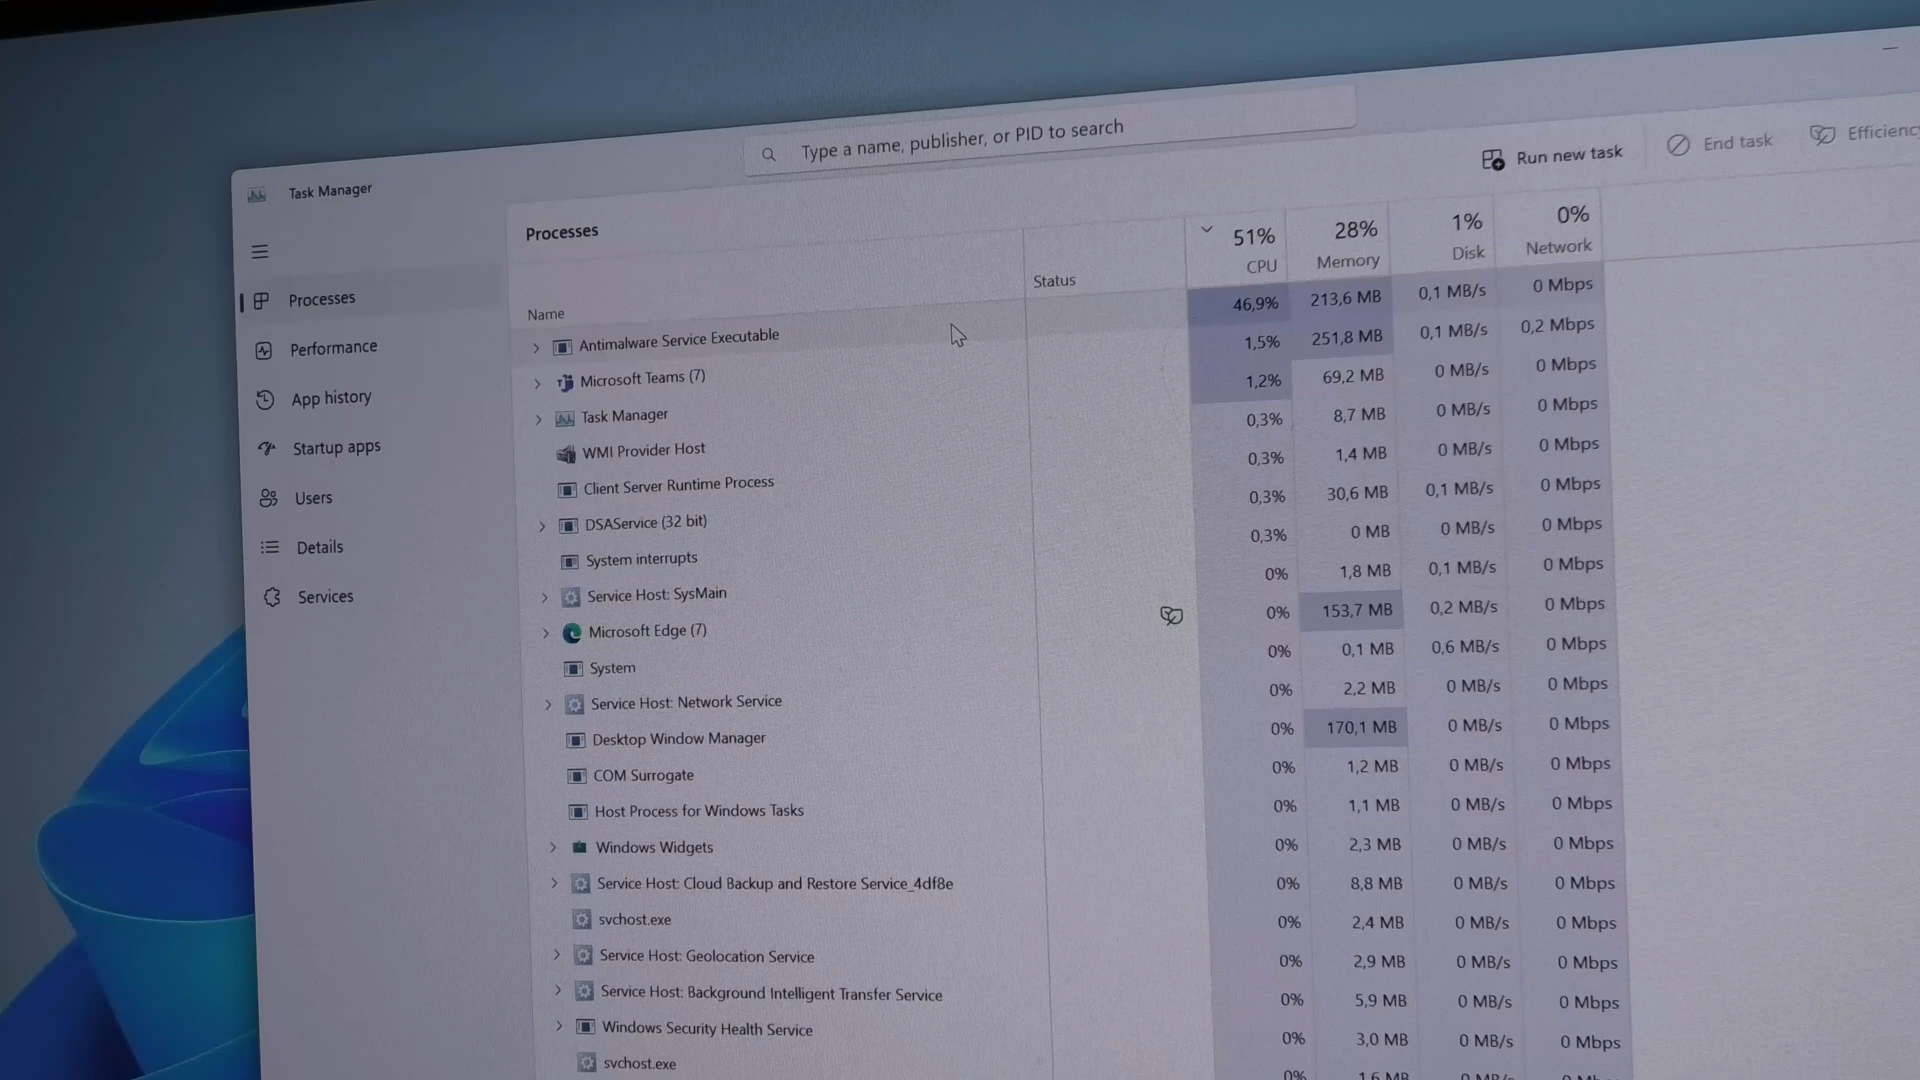 Type a name, publisher, or PID to search
Task Manager
Run new task
End task
Processes
Processes
Performance
App history
Startup apps
Users
Details
Services
Name Status 51% CPU 28% Memory 1% Disk 0% Network
Antimalware Service Executable 46,9% 213,6 MB 0,1 MB/s 0 Mbps
Microsoft Teams (7) 1,5% 251,8 MB 0,1 MB/s 0,2 Mbps
Task Manager 1,2% 69,2 MB 0 MB/s 0 Mbps
WMI Provider Host 0,3% 8,7 MB 0 MB/s 0 Mbps
Client Server Runtime Process 0,3% 1,4 MB 0 MB/s 0 Mbps
DSAService (32 bit) 0,3% 30,6 MB 0,1 MB/s 0 Mbps
System interrupts 0,3% 0 MB 0 MB/s 0 Mbps
Service Host: SysMain 0% 1,8 MB 0,1 MB/s 0 Mbps
Microsoft Edge (7) 0% 153,7 MB 0,2 MB/s 0 Mbps
System 0% 0,1 MB 0,6 MB/s 0 Mbps
Service Host: Network Service 0% 2,2 MB 0 MB/s 0 Mbps
Desktop Window Manager 0% 170,1 MB 0 MB/s 0 Mbps
COM Surrogate 0% 1,2 MB 0 MB/s 0 Mbps
Host Process for Windows Tasks 0% 1,1 MB 0 MB/s 0 Mbps
Windows Widgets 0% 2,3 MB 0 MB/s 0 Mbps
Service Host: Cloud Backup and Restore Service_4df8e 0% 8,8 MB 0 MB/s 0 Mbps
svchost.exe 0% 2,4 MB 0 MB/s 0 Mbps
Service Host: Geolocation Service 0% 2,9 MB 0 MB/s 0 Mbps
Service Host: Background Intelligent Transfer Service 0% 5,9 MB 0 MB/s 0 Mbps
Windows Security Health Service 0% 3,0 MB 0 MB/s 0 Mbps
svchost.exe 0% 1,6 MB